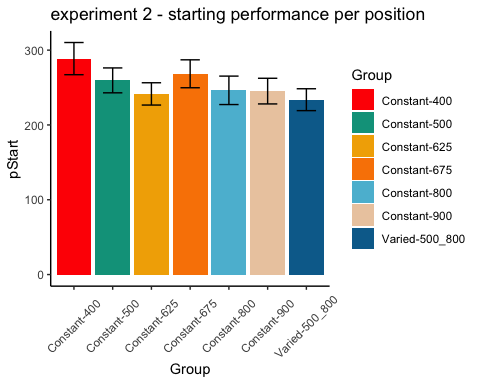 experiment 2 - starting performance per position
300
200
100
0
pStart
Constant-400
Constant-500
Constant-625
Constant-675
Constant-800
Constant-900
Varied-500_800
Group
Group
Constant-400
Constant-500
Constant-625
Constant-675
Constant-800
Constant-900
Varied-500_800